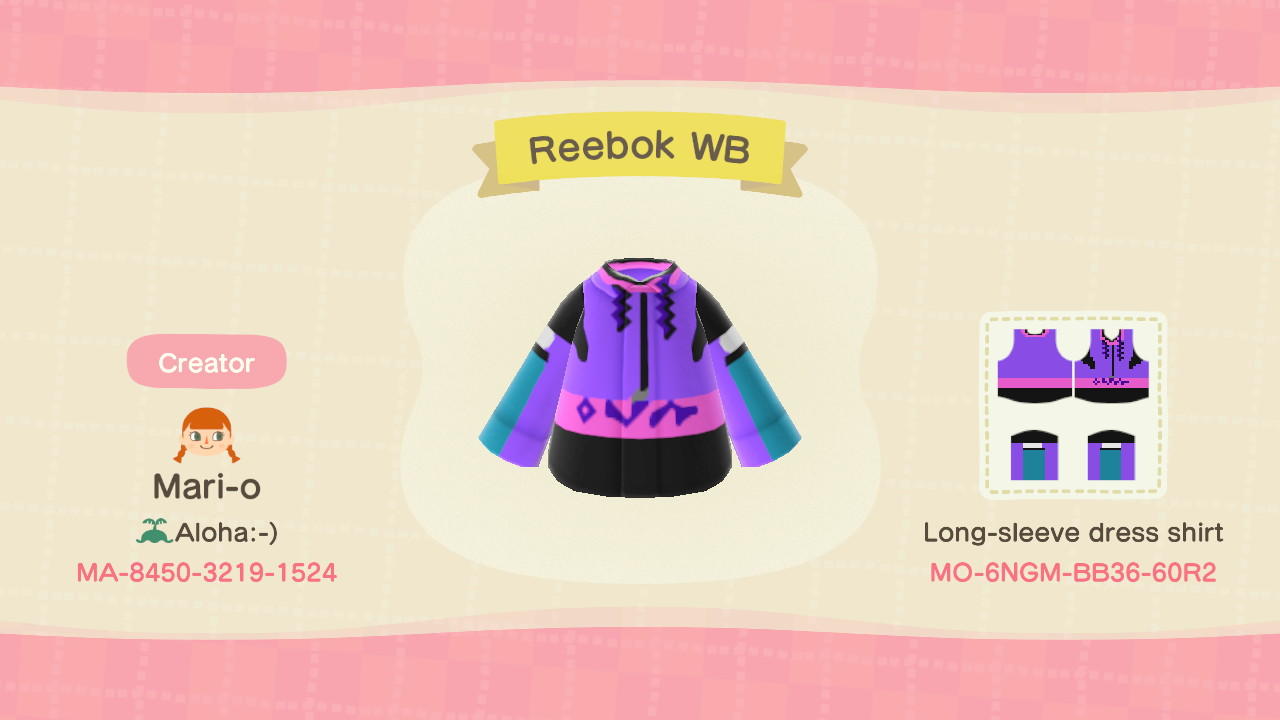 Reebok WB
Creator
Mari-o
Aloha:-)
MA-8450-3219-1524
Long-sleeve dress shirt
MO-6NGM-BB36-60R2